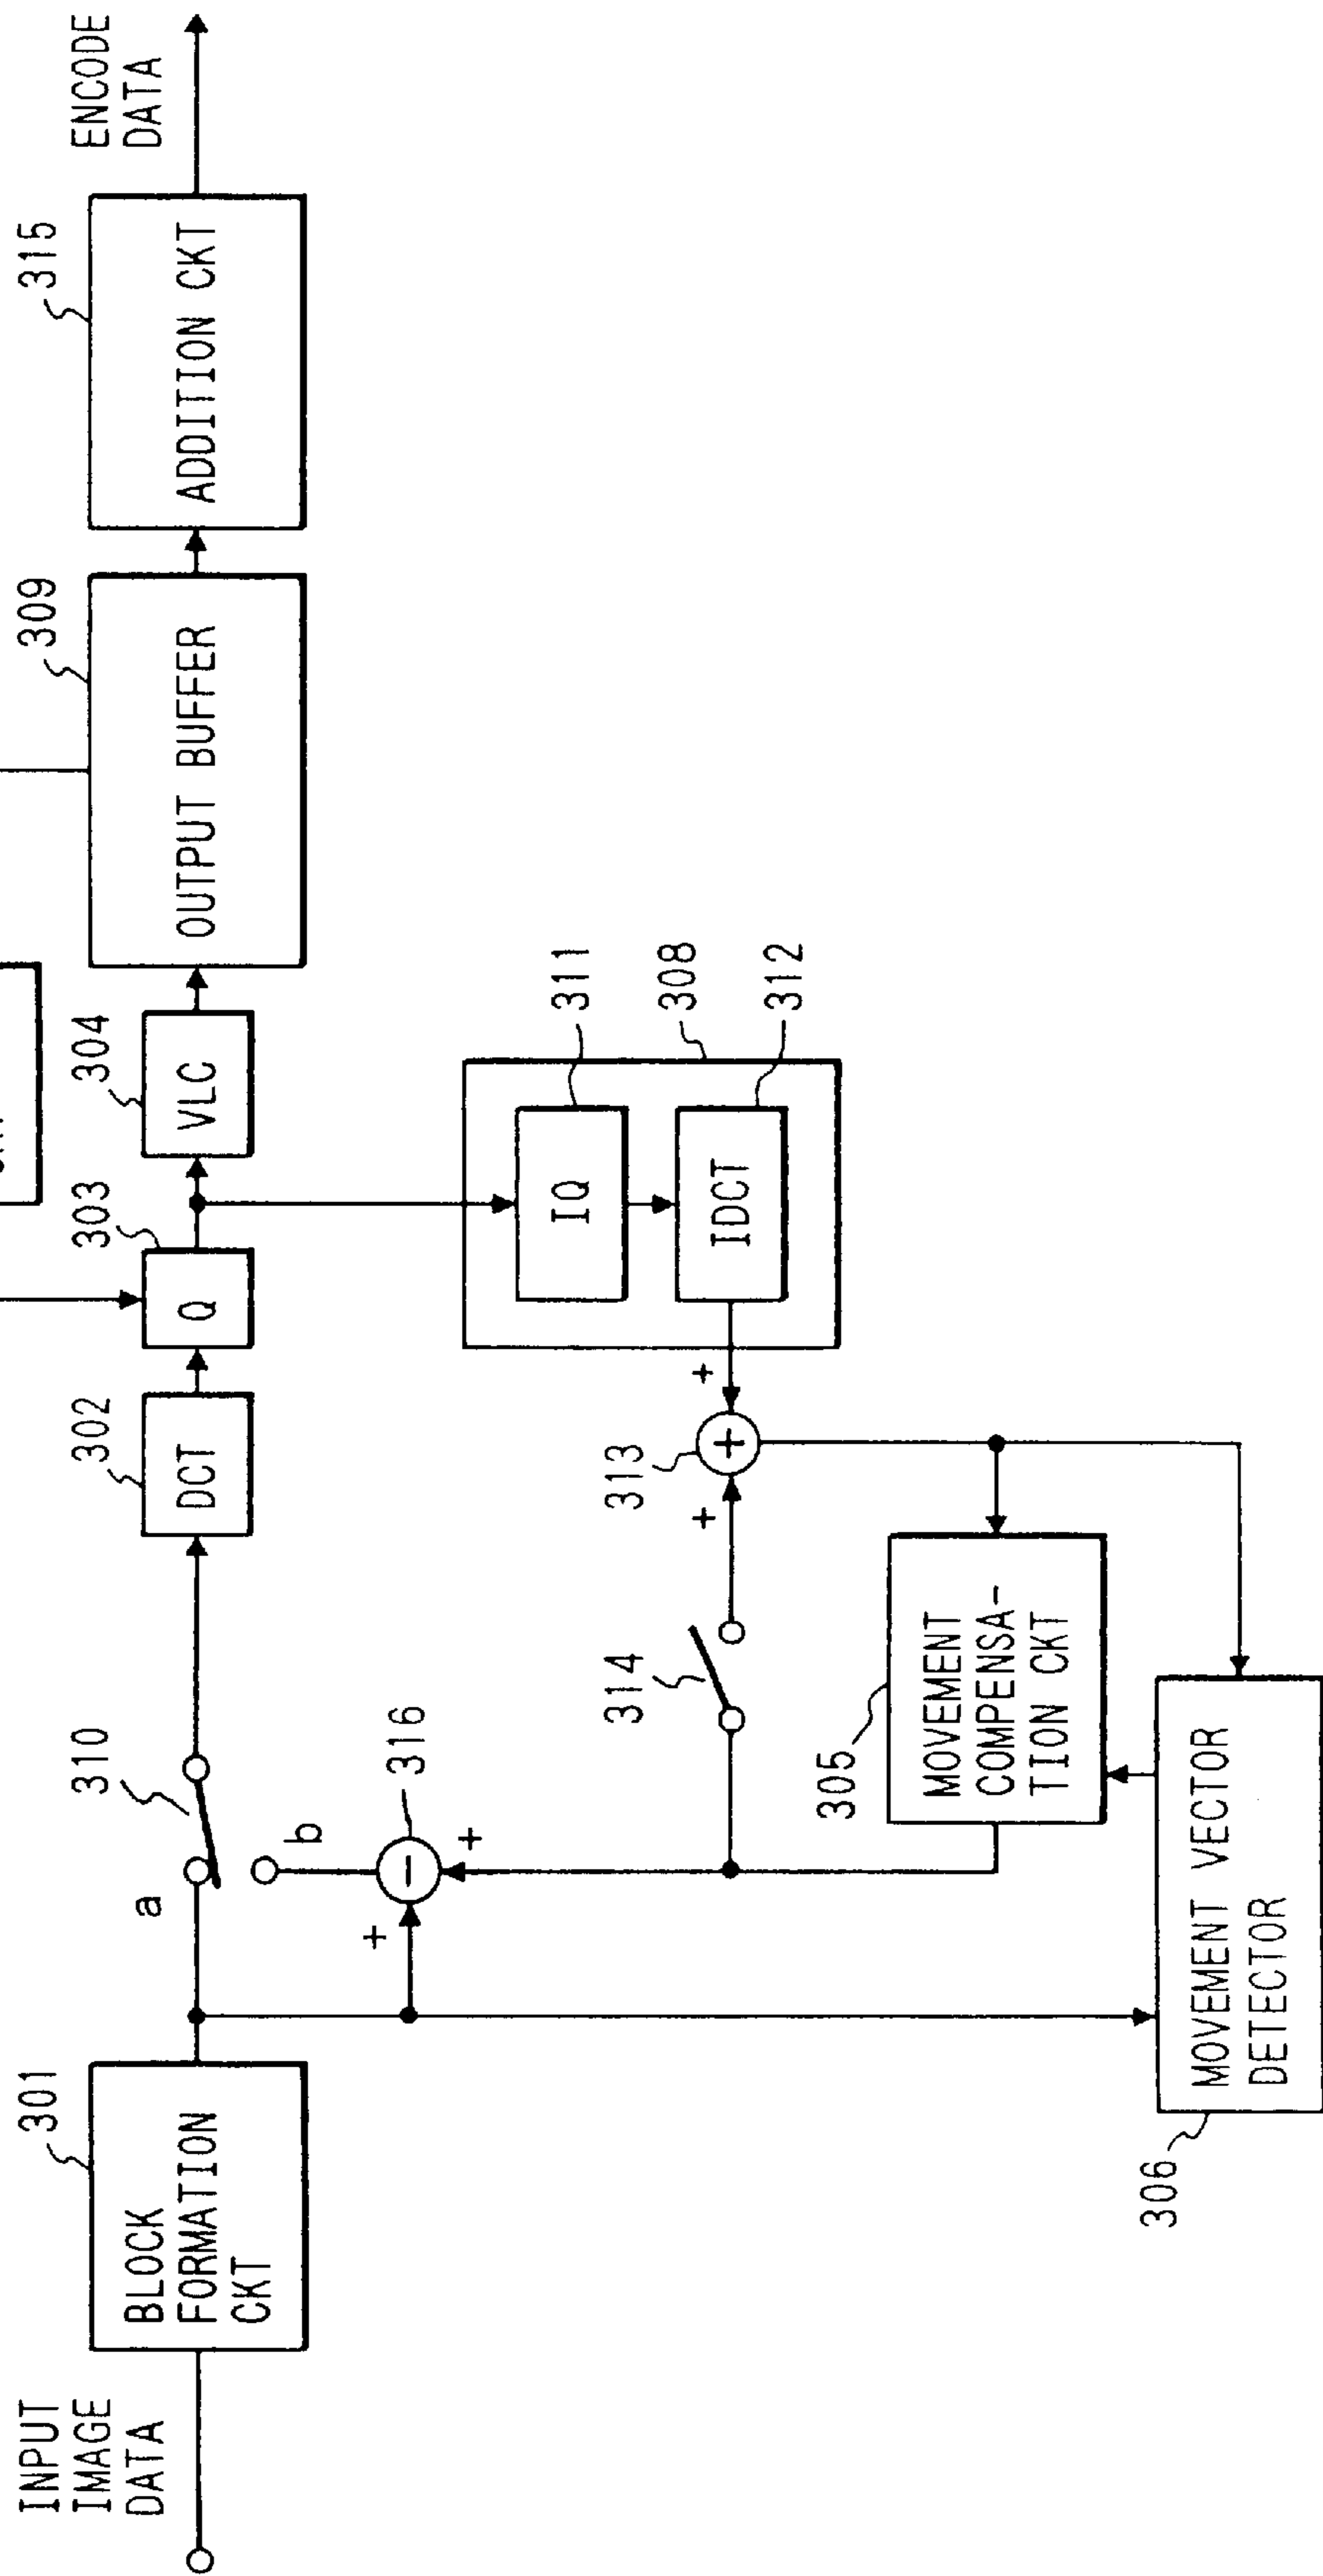 INPUT
IMAGE
DATA
301
BLOCK
FORMATION
CKT
a
310
b
316
+
+
−
302
DCT
303
Q
304
VLC
309
OUTPUT BUFFER
315
ADDITION CKT
ENCODE
DATA
311
IQ
308
312
IDCT
313
+
+
+
314
305
MOVEMENT
COMPENSA-
TION CKT
306
MOVEMENT VECTOR
DETECTOR